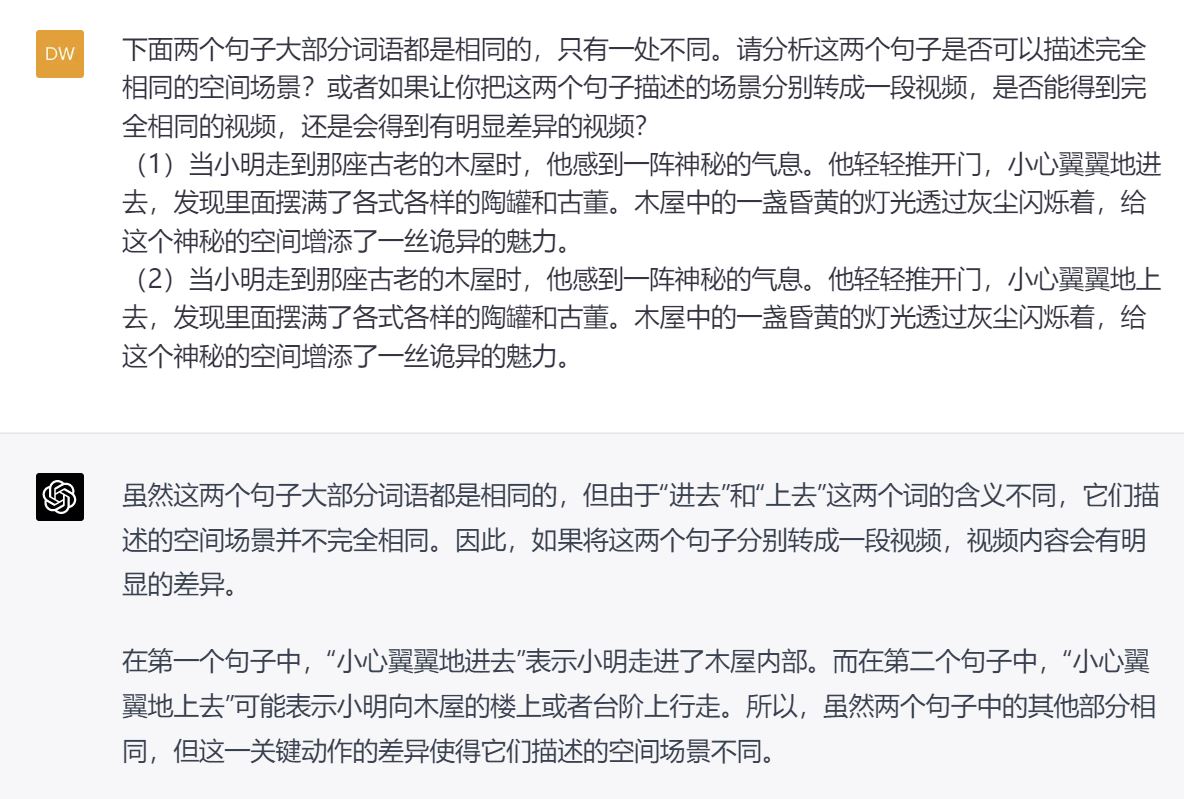 DW
下面两个句子大部分词语都是相同的，只有一处不同。请分析这两个句子是否可以描述完全
相同的空间场景？或者如果让你把这两个句子描述的场景分别转成一段视频，是否能得到完
全相同的视频，还是会得到有明显差异的视频？
（1）当小明走到那座古老的木屋时，他感到一阵神秘的气息。他轻轻推开门，小心翼翼地进
去，发现里面摆满了各式各样的陶罐和古董。木屋中的一盏昏黄的灯光透过灰尘闪烁着，给
这个神秘的空间增添了一丝诡异的魅力。
（2）当小明走到那座古老的木屋时，他感到一阵神秘的气息。他轻轻推开门，小心翼翼地上
去，发现里面摆满了各式各样的陶罐和古董。木屋中的一盏昏黄的灯光透过灰尘闪烁着，给
这个神秘的空间增添了一丝诡异的魅力。
虽然这两个句子大部分词语都是相同的，但由于“进去”和“上去”这两个词的含义不同，它们描
述的空间场景并不完全相同。因此，如果将这两个句子分别转成一段视频，视频内容会有明
显的差异。
在第一个句子中，“小心翼翼地进去”表示小明走进了木屋内部。而在第二个句子中，“小心翼
翼地上去”可能表示小明向木屋的楼上或者台阶上行走。所以，虽然两个句子中的其他部分相
同，但这一关键动作的差异使得它们描述的空间场景不同。